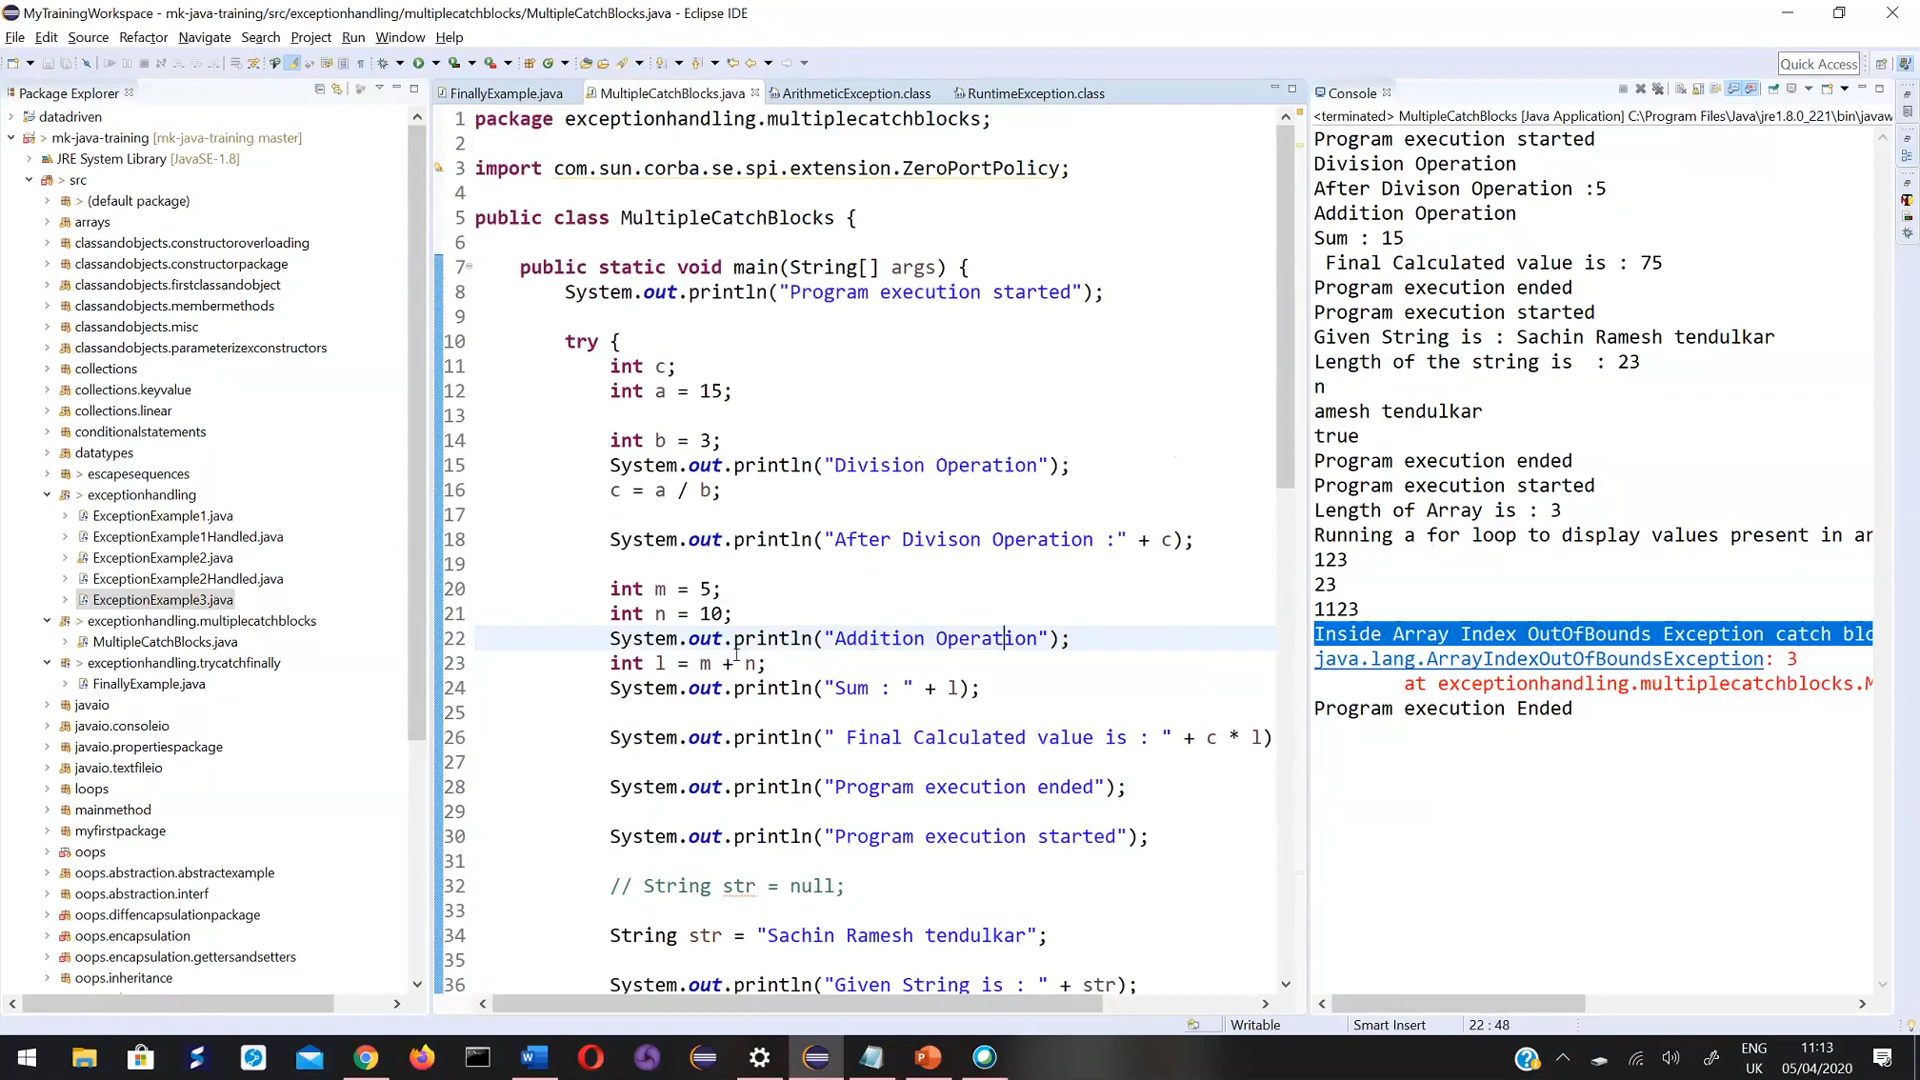 MyTrainingWorkspace - mk-java-training/src/exceptionhandling/multiplecatchblocks/MultipleCatchBlocks.java - Eclipse IDE
File Edit Source Refactor Navigate Search Project Run Window Help
Quick Access
Package Explorer
datadriven
> mk-java-training [mk-java-training master]
JRE System Library [JavaSE-1.8]
> src
> (default package)
arrays
classandobjects.constructoroverloading
classandobjects.constructorpackage
classandobjects.firstclassandobject
classandobjects.membermethods
classandobjects.misc
classandobjects.parameterizexconstructors
collections
collections.keyvalue
collections.linear
conditionalstatements
datatypes
> escapesequences
> exceptionhandling
ExceptionExample1.java
ExceptionExample1Handled.java
ExceptionExample2.java
ExceptionExample2Handled.java
ExceptionExample3.java
> exceptionhandling.multiplecatchblocks
MultipleCatchBlocks.java
> exceptionhandling.trycatchfinally
FinallyExample.java
javaio
javaio.consoleio
javaio.propertiespackage
javaio.textfileio
loops
mainmethod
myfirstpackage
oops
oops.abstraction.abstractexample
oops.abstraction.interf
oops.diffencapsulationpackage
oops.encapsulation
oops.encapsulation.gettersandsetters
oops.inheritance
FinallyExample.java MultipleCatchBlocks.java ArithmeticException.class RuntimeException.class
1 package exceptionhandling.multiplecatchblocks;
2
3 import com.sun.corba.se.spi.extension.ZeroPortPolicy;
4
5 public class MultipleCatchBlocks {
6
7 public static void main(String[] args) {
8 System.out.println("Program execution started");
9
10 try {
11 int c;
12 int a = 15;
13
14 int b = 3;
15 System.out.println("Division Operation");
16 c = a / b;
17
18 System.out.println("After Divison Operation :" + c);
19
20 int m = 5;
21 int n = 10;
22 System.out.println("Addition Operation");
23 int l = m + n;
24 System.out.println("Sum : " + l);
25
26 System.out.println(" Final Calculated value is : " + c * l)
27
28 System.out.println("Program execution ended");
29
30 System.out.println("Program execution started");
31
32 // String str = null;
33
34 String str = "Sachin Ramesh tendulkar";
35
36 System.out.println("Given String is : " + str);
Console
<terminated> MultipleCatchBlocks [Java Application] C:\Program Files\Java\jre1.8.0_221\bin\javaw
Program execution started
Division Operation
After Divison Operation :5
Addition Operation
Sum : 15
Final Calculated value is : 75
Program execution ended
Program execution started
Given String is : Sachin Ramesh tendulkar
Length of the string is : 23
n
amesh tendulkar
true
Program execution ended
Program execution started
Length of Array is : 3
Running a for loop to display values present in ar
123
23
1123
Inside Array Index OutOfBounds Exception catch blo
java.lang.ArrayIndexOutOfBoundsException: 3
at exceptionhandling.multiplecatchblocks.M
Program execution Ended
Writable Smart Insert 22 : 48
ENG
UK
11:13
05/04/2020